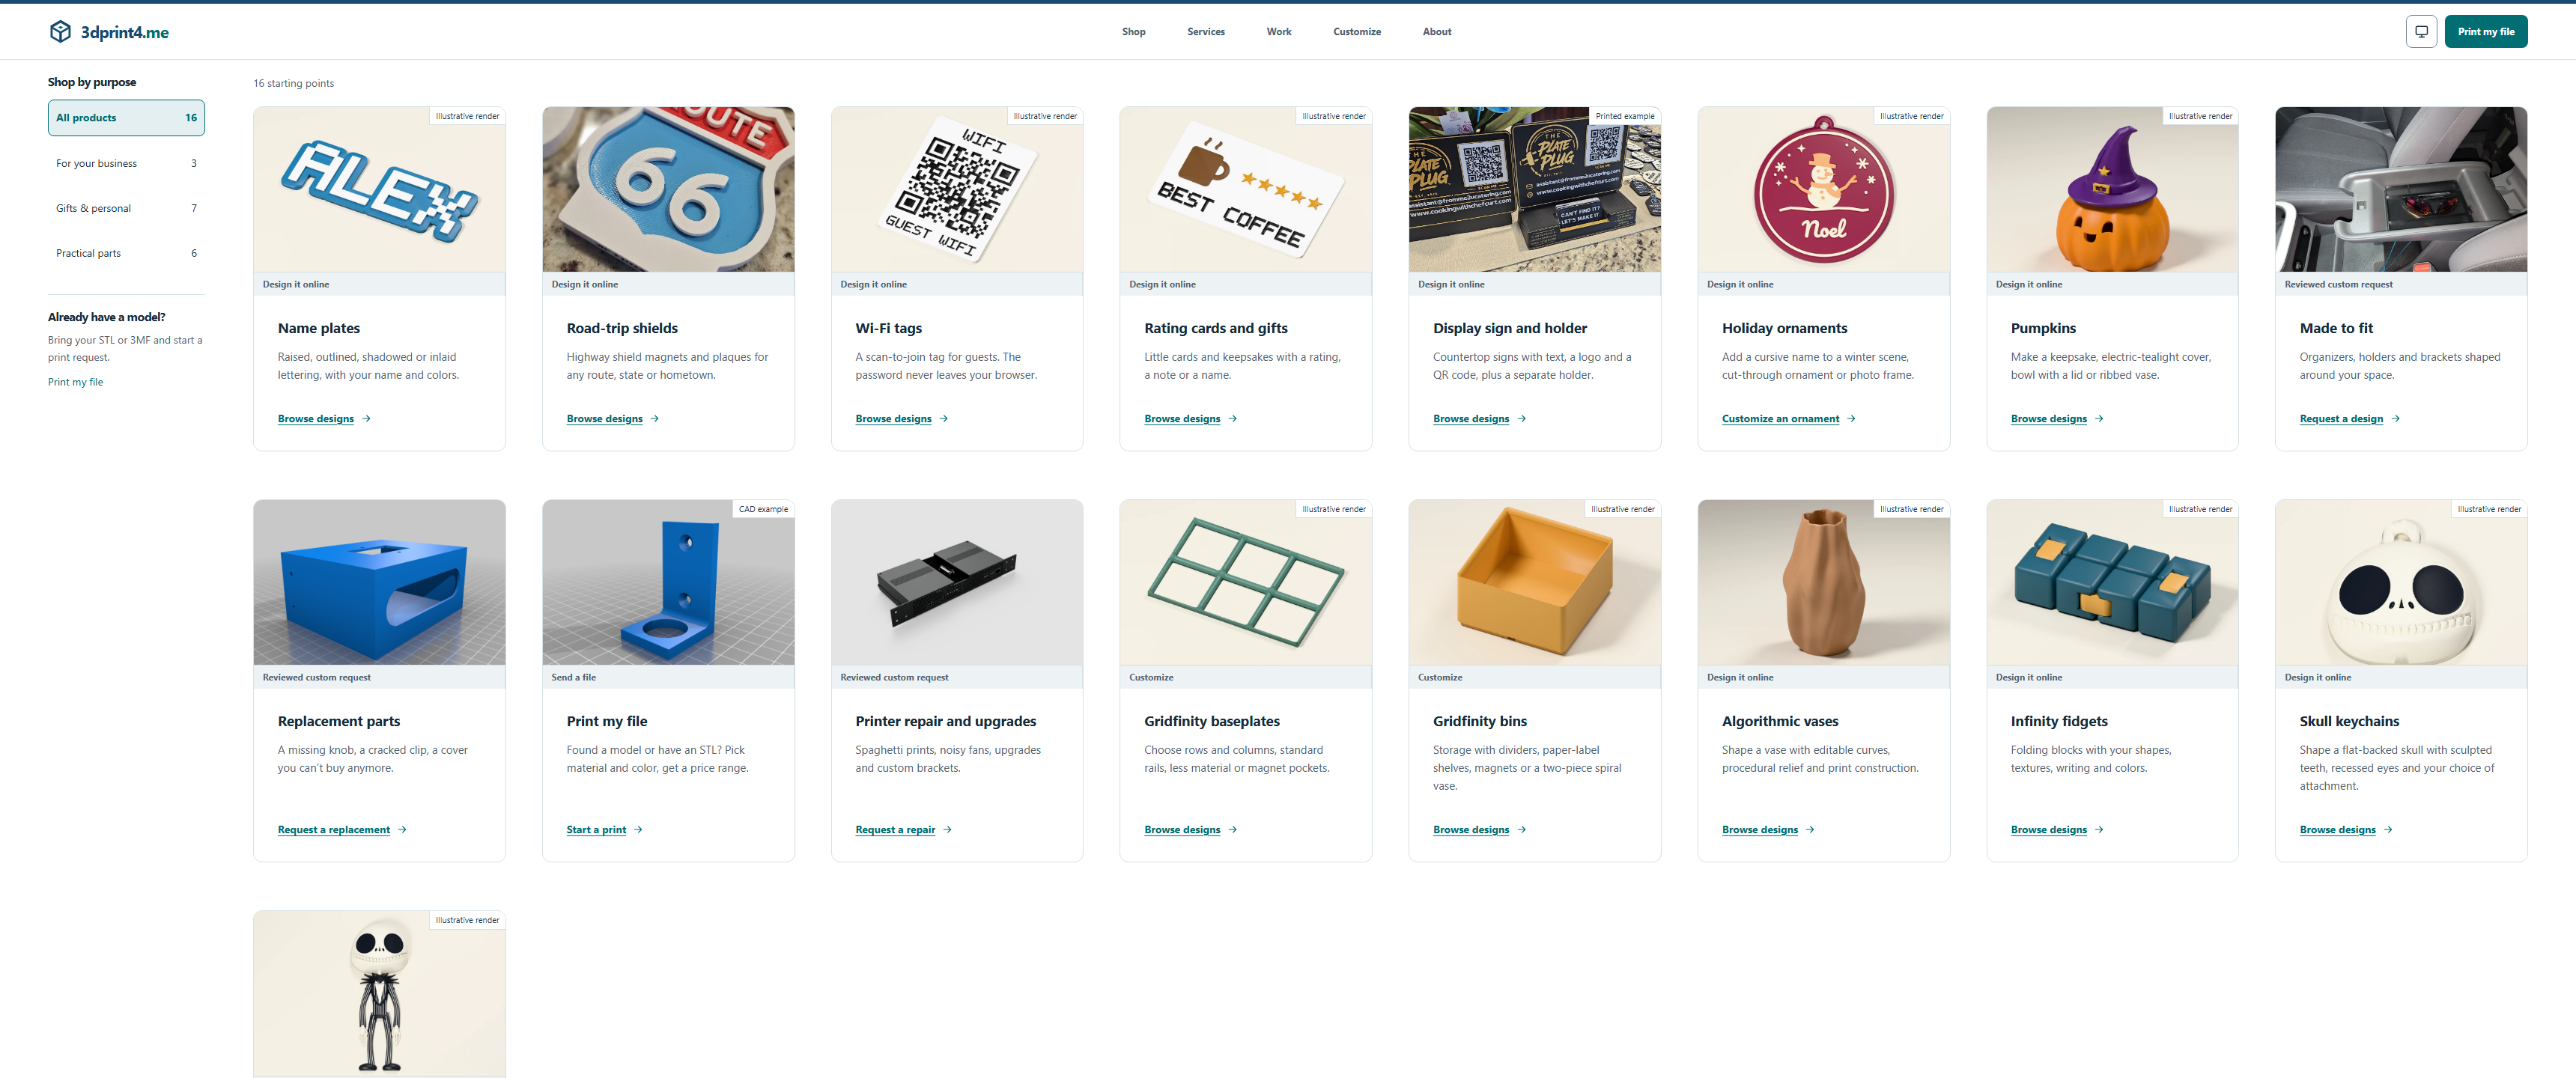 3dprint4.me
Shop
Services
Work
Customize
About
Print my file
Shop by purpose
All products 16
For your business 3
Gifts & personal 7
Practical parts 6
Already have a model?
Bring your STL or 3MF and start a
print request.
Print my file
16 starting points
Illustrative render
ALEX
Design it online
Name plates
Raised, outlined, shadowed or inlaid
lettering, with your name and colors.
Browse designs
ROUTE
66
Design it online
Road-trip shields
Highway shield magnets and plaques for
any route, state or hometown.
Browse designs
Illustrative render
WIFI
GUEST WIFI
Design it online
Wi-Fi tags
A scan-to-join tag for guests. The
password never leaves your browser.
Browse designs
Illustrative render
BEST COFFEE
Design it online
Rating cards and gifts
Little cards and keepsakes with a rating,
a note or a name.
Browse designs
Printed example
THE
PLATE
PLUG
THE
PLATE
PLUG
assistant@fromme2ucatering.com
www.cookingwithchefcurt.com
CAN'T FIND IT?
LET'S MAKE IT
Design it online
Display sign and holder
Countertop signs with text, a logo and a
QR code, plus a separate holder.
Browse designs
Illustrative render
Noel
Design it online
Holiday ornaments
Add a cursive name to a winter scene,
cut-through ornament or photo frame.
Customize an ornament
Illustrative render
Design it online
Pumpkins
Make a keepsake, electric-tealight cover,
bowl with a lid or ribbed vase.
Browse designs
Reviewed custom request
Made to fit
Organizers, holders and brackets shaped
around your space.
Request a design
Reviewed custom request
Replacement parts
A missing knob, a cracked clip, a cover
you can't buy anymore.
Request a replacement
CAD example
Send a file
Print my file
Found a model or have an STL? Pick
material and color, get a price range.
Start a print
Reviewed custom request
Printer repair and upgrades
Spaghetti prints, noisy fans, upgrades
and custom brackets.
Request a repair
Illustrative render
Customize
Gridfinity baseplates
Choose rows and columns, standard
rails, less material or magnet pockets.
Browse designs
Illustrative render
Customize
Gridfinity bins
Storage with dividers, paper-label
shelves, magnets or a two-piece spiral
vase.
Browse designs
Illustrative render
Design it online
Algorithmic vases
Shape a vase with editable curves,
procedural relief and print construction.
Browse designs
Illustrative render
Design it online
Infinity fidgets
Folding blocks with your shapes,
textures, writing and colors.
Browse designs
Illustrative render
Design it online
Skull keychains
Shape a flat-backed skull with sculpted
teeth, recessed eyes and your choice of
attachment.
Browse designs
Illustrative render